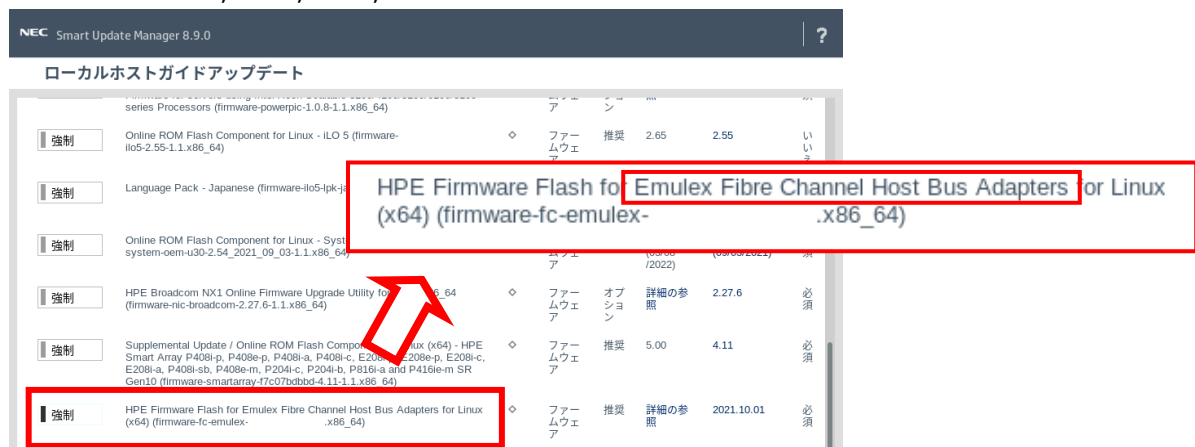 NEC Smart Update Manager 8.9.0
?
ローカルホストガイドアップデート
series Processors (firmware-powerpic-1.0.8-1.1.x86_64)
ア
ン
強制
Online ROM Flash Component for Linux - iLO 5 (firmware-
ilo5-2.55-1.1.x86_64)
ファー
ムウェ
ア
推奨
2.65
2.55
い
い
え
強制
Language Pack - Japanese (firmware-ilo5-lpk-
HPE Firmware Flash for Emulex Fibre Channel Host Bus Adapters for Linux
(x64) (firmware-fc-emulex- .x86_64)
強制
Online ROM Flash Component for Linux -
system-oem-u30-2.54_2021_09_03-1.1.x86_64)
ムウェ
ア
/2022)
須
強制
HPE Broadcom NX1 Online Firmware Upgrade Utility
(firmware-nic-broadcom-2.27.6-1.1.x86_64)
ファー
ムウェ
ア
オプ
ショ
ン
詳細の参
照
2.27.6
必
須
強制
Supplemental Update / Online ROM Flash (x64) - HPE
Smart Array P408i-p, P408e-p, P408i-a, P408i-c, E208e-p, E208i-c,
E208i-a, P408i-sb, P408e-m, P204i-c, P204i-b, P816i-a and P416ie-m SR
Gen10 (firmware-smartarray-f7c07bdbbd-4.11-1.1.x86_64)
ファー
ムウェ
ア
推奨
5.00
4.11
必
須
強制
HPE Firmware Flash for Emulex Fibre Channel Host Bus Adapters for Linux
(x64) (firmware-fc-emulex- .x86_64)
ファー
ムウェ
ア
推奨
詳細の参
照
2021.10.01
必
須